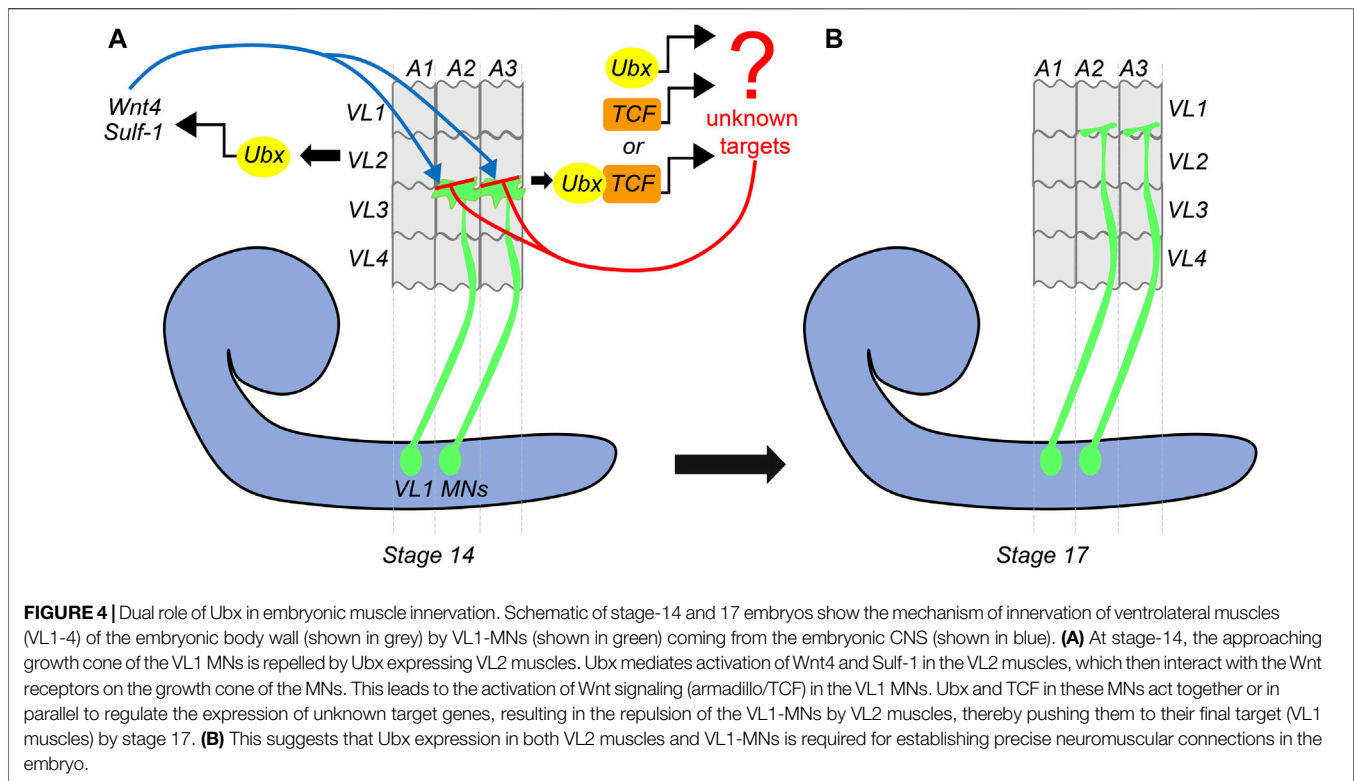 A
B
A1 A2 A3
A1 A2 A3
Wnt4
Sulf-1
Ubx
VL1
VL2
VL3
VL4
Ubx
TCF
or
Ubx TCF
?
unknown
targets
VL1
VL2
VL3
VL4
VL1 MNs
Stage 14
Stage 17
FIGURE 4 | Dual role of Ubx in embryonic muscle innervation. Schematic of stage-14 and 17 embryos show the mechanism of innervation of ventrolateral muscles
(VL1-4) of the embryonic body wall (shown in grey) by VL1-MNs (shown in green) coming from the embryonic CNS (shown in blue). (A) At stage-14, the approaching
growth cone of the VL1 MNs is repelled by Ubx expressing VL2 muscles. Ubx mediates activation of Wnt4 and Sulf-1 in the VL2 muscles, which then interact with the Wnt
receptors on the growth cone of the MNs. This leads to the activation of Wnt signaling (armadillo/TCF) in the VL1 MNs. Ubx and TCF in these MNs act together or in
parallel to regulate the expression of unknown target genes, resulting in the repulsion of the VL1-MNs by VL2 muscles, thereby pushing them to their final target (VL1
muscles) by stage 17. (B) This suggests that Ubx expression in both VL2 muscles and VL1-MNs is required for establishing precise neuromuscular connections in the
embryo.